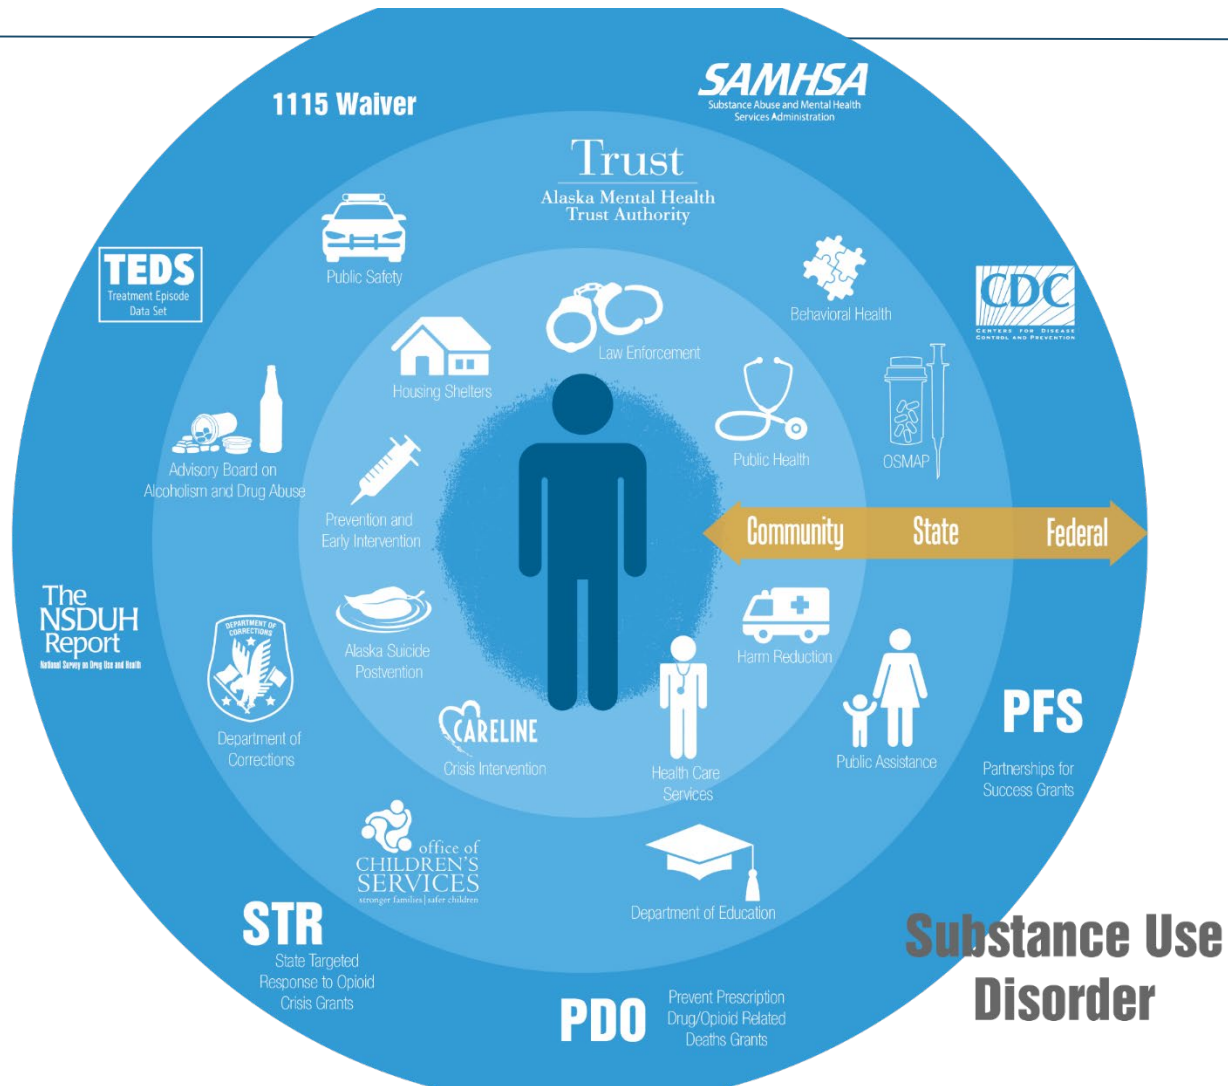 1115 Waiver
SAMHSA
Substance Abuse and Mental Health
Services Administration
Trust
Alaska Mental Health
Trust Authority
Public Safety
TEDS
Treatment Episode
Data Set
Behavioral Health
CDC
CENTERS FOR DISEASE
CONTROL AND PREVENTION
Law Enforcement
Housing Shelters
Public Health
OSMAP
Advisory Board on
Alcoholism and Drug Abuse
Prevention and
Early Intervention
Community
State
Federal
The
NSDUH
Report
National Survey on Drug Use and Health
DEPARTMENT OF
CORRECTIONS
Department of
Corrections
Alaska Suicide
Postvention
Harm Reduction
CARELINE
Crisis Intervention
Health Care
Services
Public Assistance
PFS
Partnerships for
Success Grants
office of
CHILDREN'S
SERVICES
stronger families | safer children
Department of Education
STR
State Targeted
Response to Opioid
Crisis Grants
PDO
Prevent Prescription
Drug/Opioid Related
Deaths Grants
Substance Use
Disorder